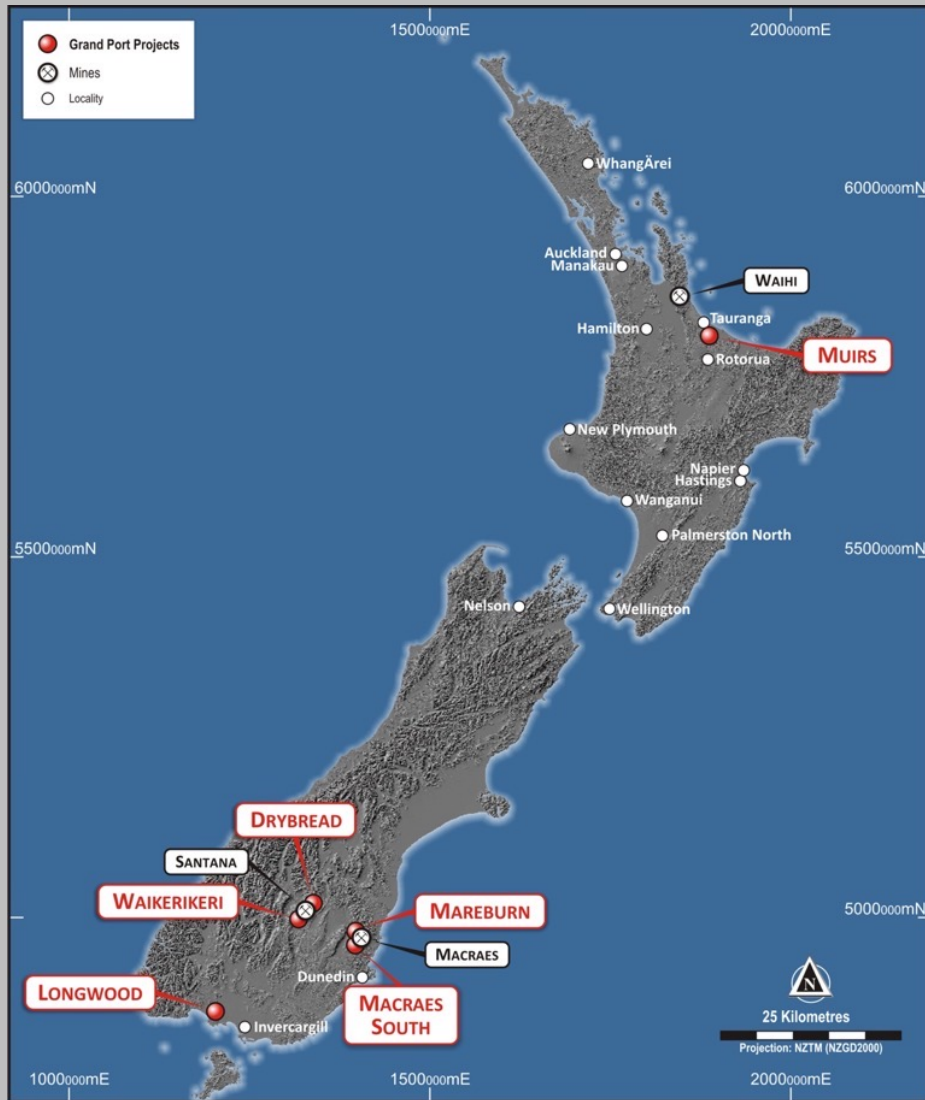 1500000mE
2000000mE
Grand Port Projects
Mines
Locality
WhangÄrei
6000000mN
6000000mN
Auckland
Manakau
WAIHI
Tauranga
Hamilton
MUIRS
Rotorua
New Plymouth
Napier
Hastings
Wanganui
Palmerston North
5500000mN
5500000mN
Nelson
Wellington
DRYBREAD
SANTANA
WAIKERIKERI
MAREBURN
5000000mN
MACRAES
Dunedin
LONGWOOD
MACRAES
SOUTH
N
25 Kilometres
Invercargill
Projection: NZTM (NZGD2000)
1000000mE
1500000mE
2000000mE